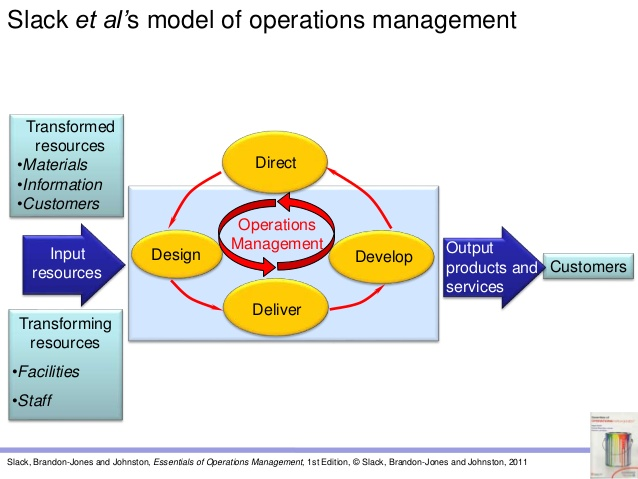 Slack et al's model of operations management
Transformed
resources
•Materials
•Information
•Customers
Input
resources
Transforming
resources
•Facilities
•Staff
Direct
Operations
Management
Design
Develop
Deliver
Output
products and
services
Customers
Slack, Brandon-Jones and Johnston, Essentials of Operations Management, 1st Edition, © Slack, Brandon-Jones and Johnston, 2011